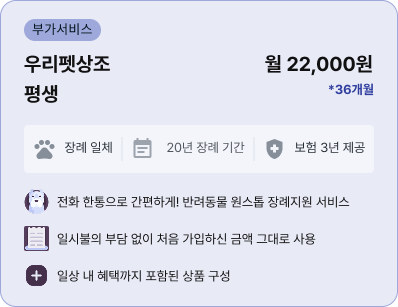 부가서비스
우리펫상조
평생
월 22,000원
*36개월
장례 일체
20년 장례 기간
보험 3년 제공
전화 한통으로 간편하게! 반려동물 원스톱 장례지원 서비스
일시불의 부담 없이 처음 가입하신 금액 그대로 사용
일상 내 혜택까지 포함된 상품 구성